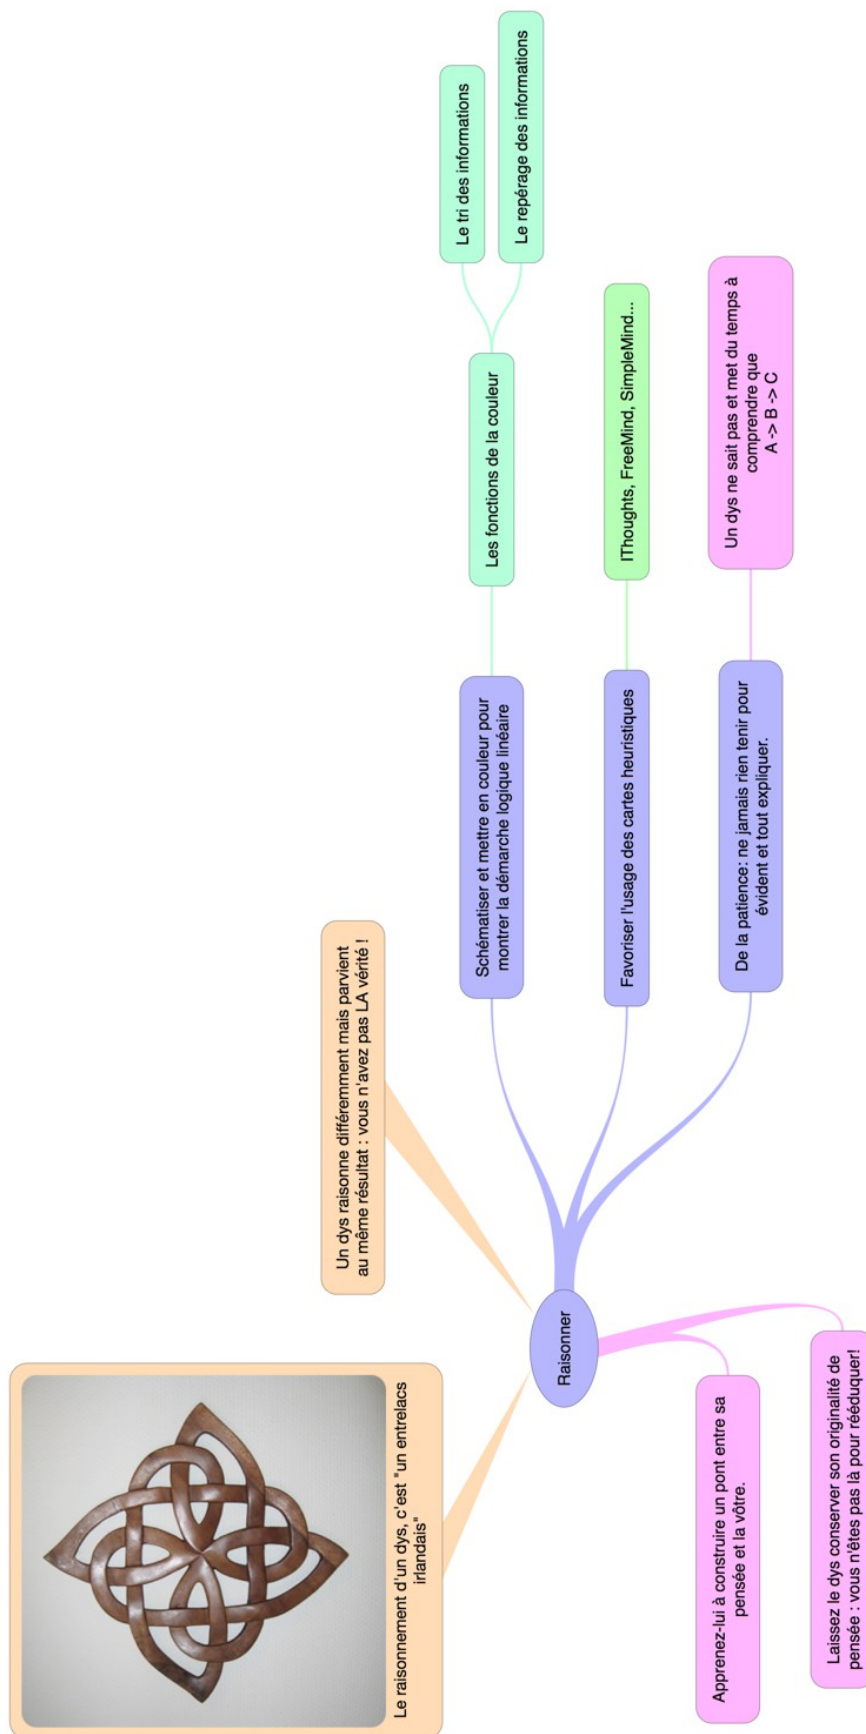 Le raisonnement d'un dys, c'est "un entrelacs
irlandais"
Un dys raisonne différemment mais parvient
au même résultat : vous n'avez pas LA vérité !
Raisonner
Schématiser et mettre en couleur pour
montrer la démarche logique linéaire
Les fonctions de la couleur
Le tri des informations
Le repérage des informations
Favoriser l'usage des cartes heuristiques
IThoughts, FreeMind, SimpleMind...
De la patience: ne jamais rien tenir pour
évident et tout expliquer.
Un dys ne sait pas et met du temps à
comprendre que
A -> B -> C
Apprenez-lui à construire un pont entre sa
pensée et la vôtre.
Laissez le dys conserver son originalité de
pensée : vous n'êtes pas là pour rééduquer!